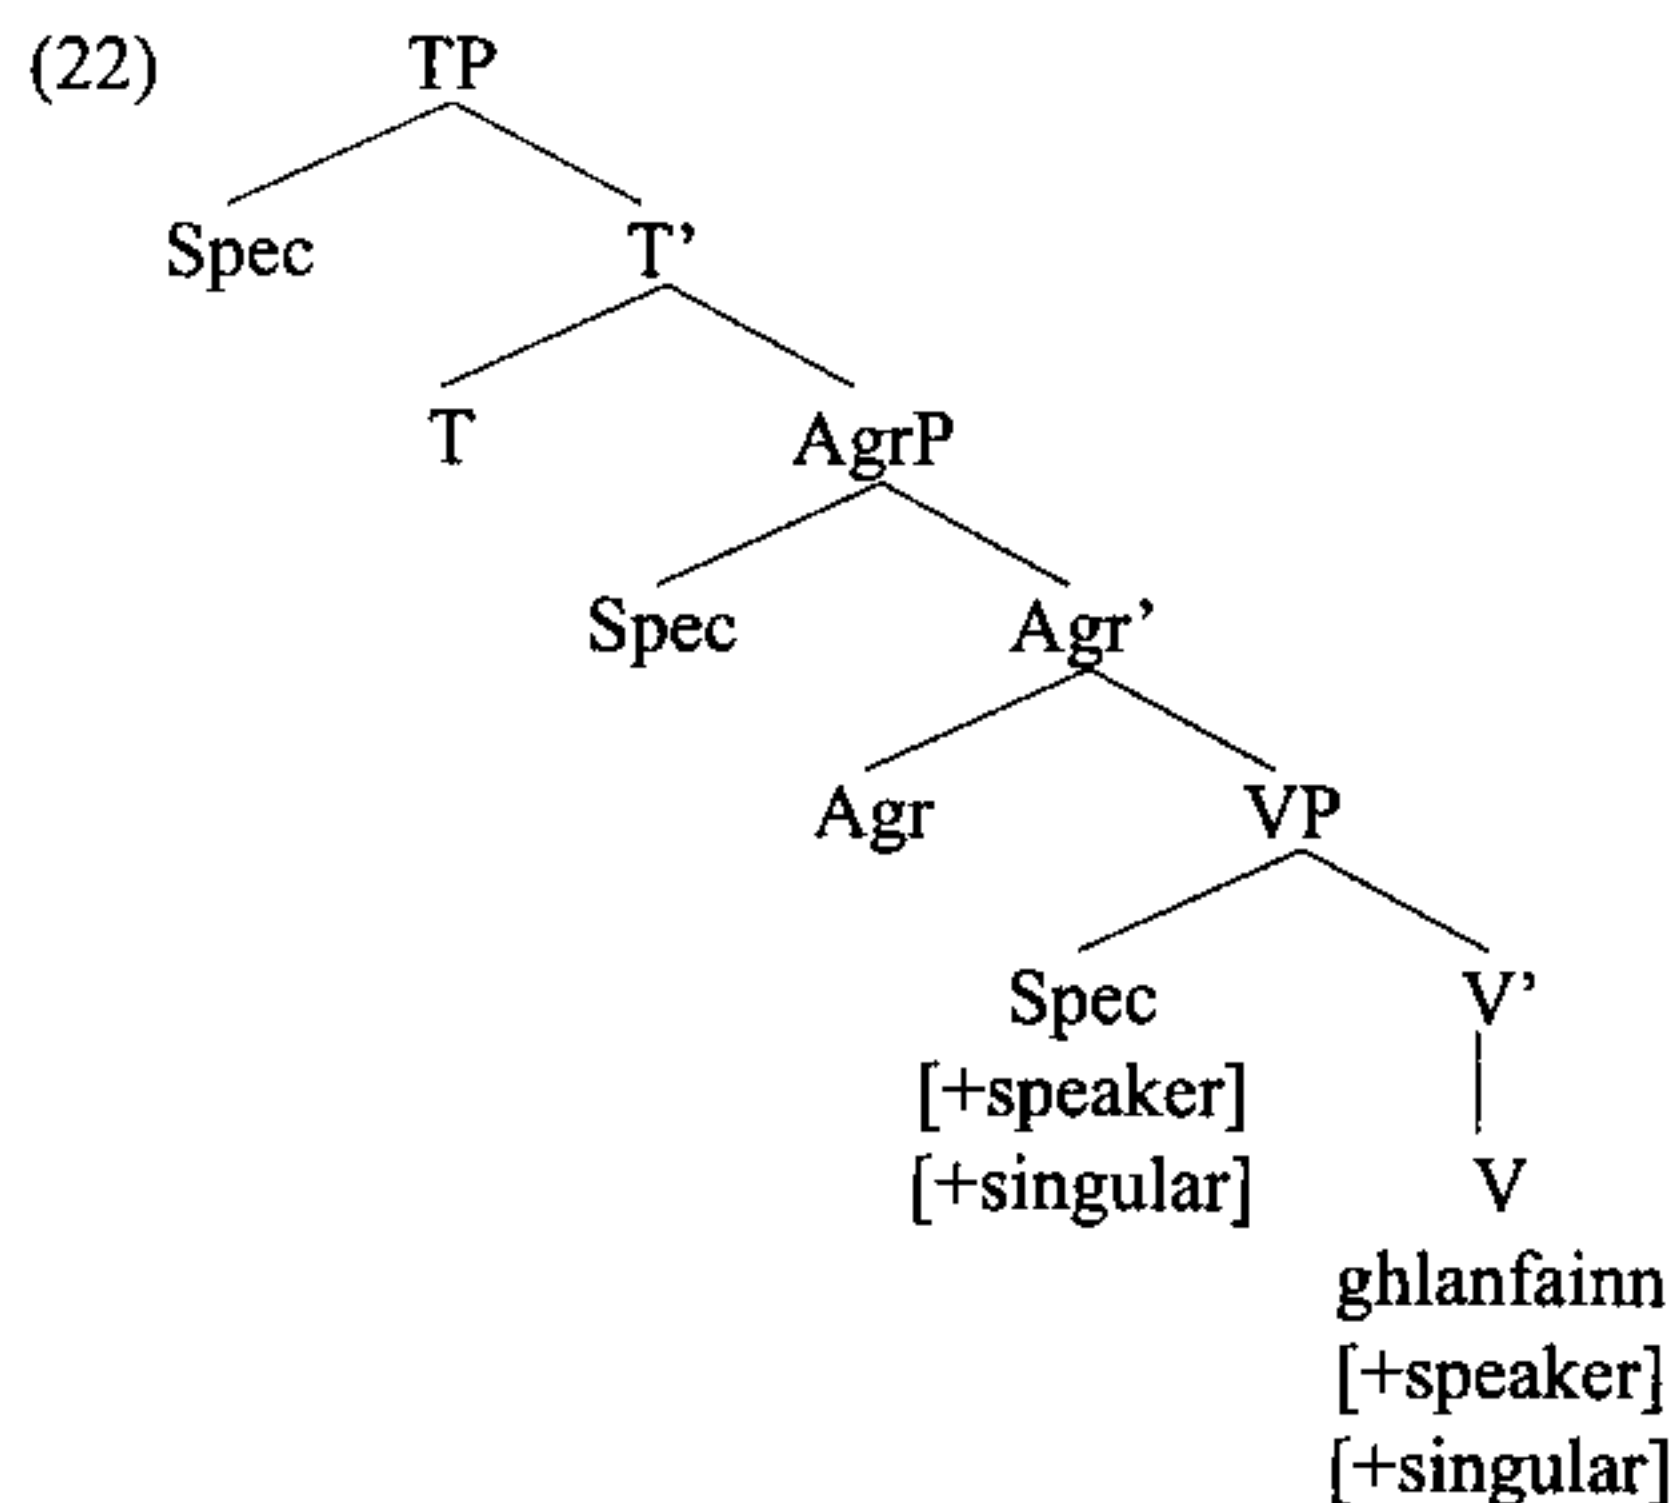 (22) TP
Spec T’
T AgrP
Spec Agr’
Agr VP
Spec V’
[+speaker]
[+singular] V
ghlanfainn
[+speaker]
[+singular]